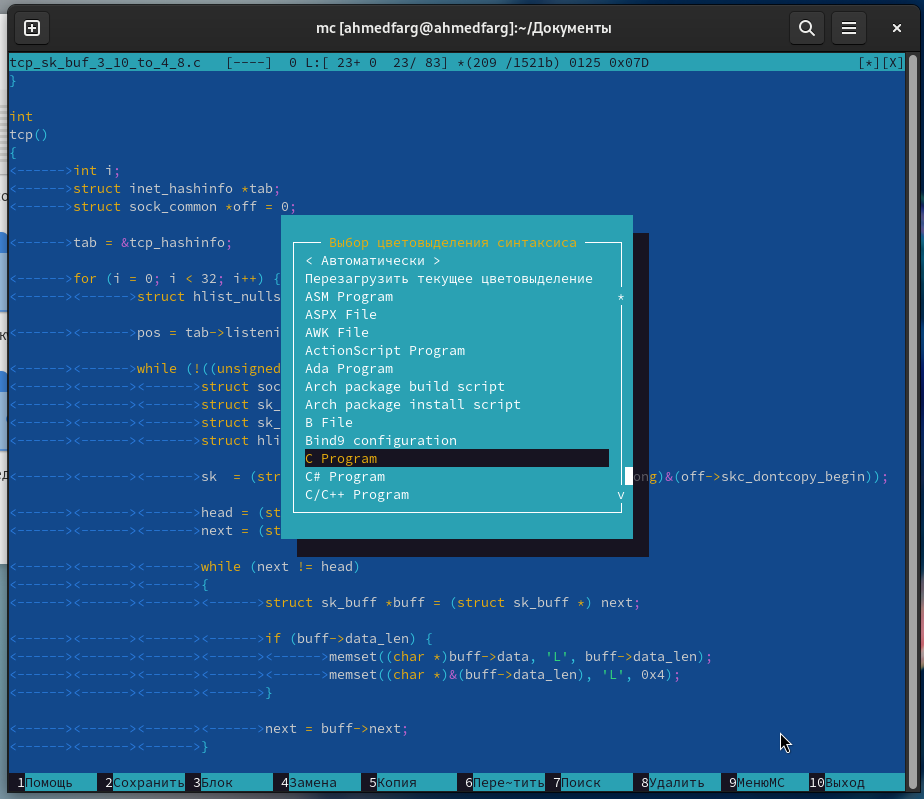 mc [ahmedfarg@ahmedfarg]:~/Документы
tcp_sk_buf_3_10_to_4_8.c   [----]  0 L:[ 23+ 0  23/ 83] *(209 /1521b) 0125 0x07D [*][X]
}
int
tcp()
{
<------>int i;
<------>struct inet_hashinfo *tab;
<------>struct sock_common *off = 0;
<------>tab = &tcp_hashinfo;
<------>for (i = 0; i < 32; i++) {
<------><------>struct hlist_nulls
<------><------>pos = tab->listeni
<------><------>while (!((unsigned
<------><------><------>struct soc
<------><------><------>struct sk_
<------><------><------>struct sk_
<------><------><------>struct hli
<------><------><------>sk  = (str ong)&(off->skc_dontcopy_begin));
<------><------><------>head = (st
<------><------><------>next = (st
<------><------><------>while (next != head)
<------><------><------>{
<------><------><------><------>struct sk_buff *buff = (struct sk_buff *) next;
<------><------><------><------>if (buff->data_len) {
<------><------><------><------><------>memset((char *)buff->data, 'L', buff->data_len);
<------><------><------><------><------>memset((char *)&(buff->data_len), 'L', 0x4);
<------><------><------><------>}
<------><------><------><------>next = buff->next;
<------><------><------>}
Выбор цветовыделения синтаксиса
< Автоматически >
Перезагрузить текущее цветовыделение
ASM Program *
ASPX File
AWK File
ActionScript Program
Ada Program
Arch package build script
Arch package install script
B File
Bind9 configuration
C Program
C# Program
C/C++ Program v
1Помощь 2Сохранить 3Блок 4Замена 5Копия 6Пере~тить 7Поиск 8Удалить 9МенюMC 10Выход